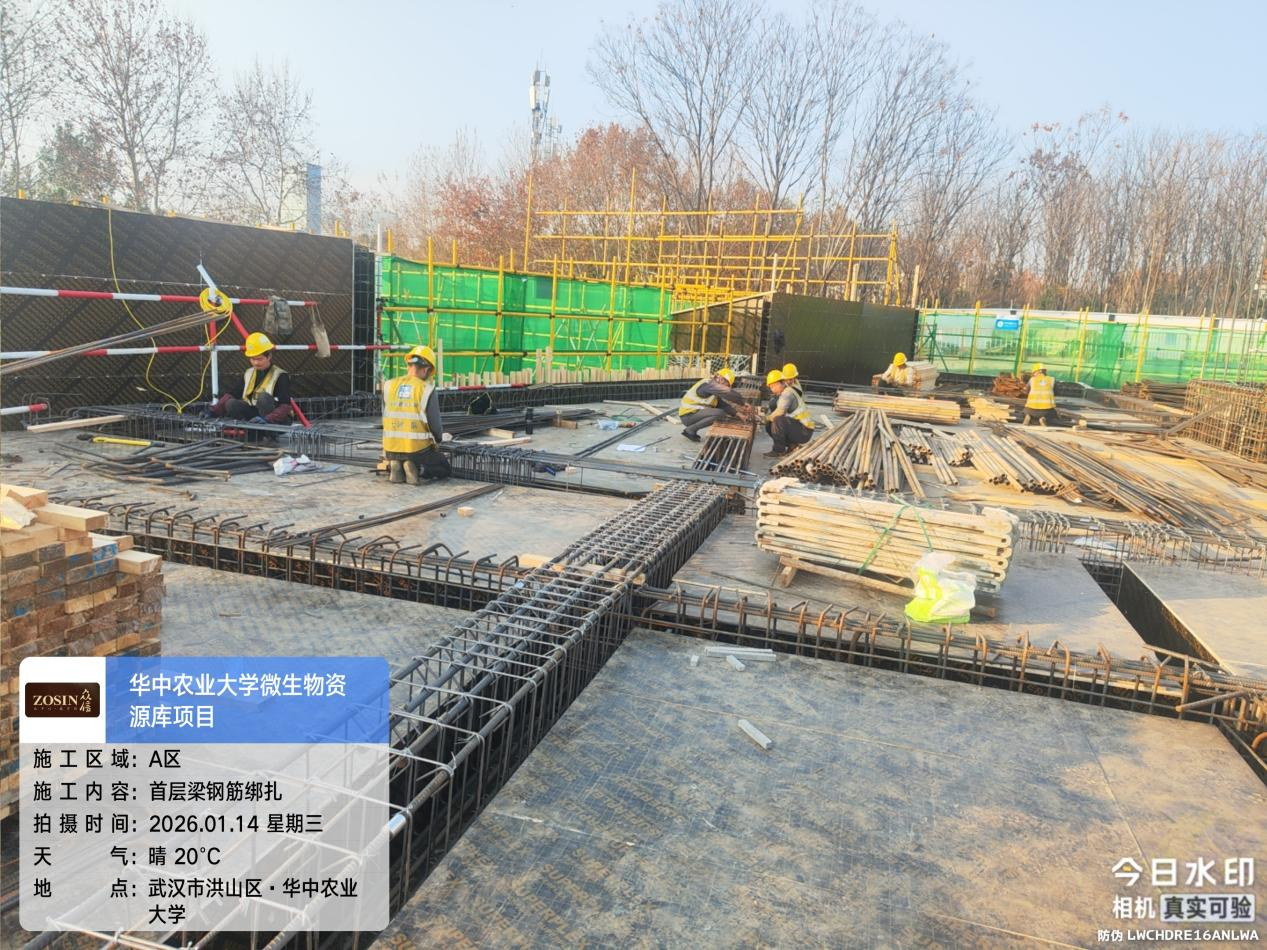 ZOSIN 众信
华中农业大学微生物资
源库项目
施工区域：A区
施工内容：首层梁钢筋绑扎
拍摄时间：2026.01.14 星期三
天气：晴 20°C
地点：武汉市洪山区·华中农业
大学
今日水印
相机 真实可验
防伪 LWCHDRE16ANLWA